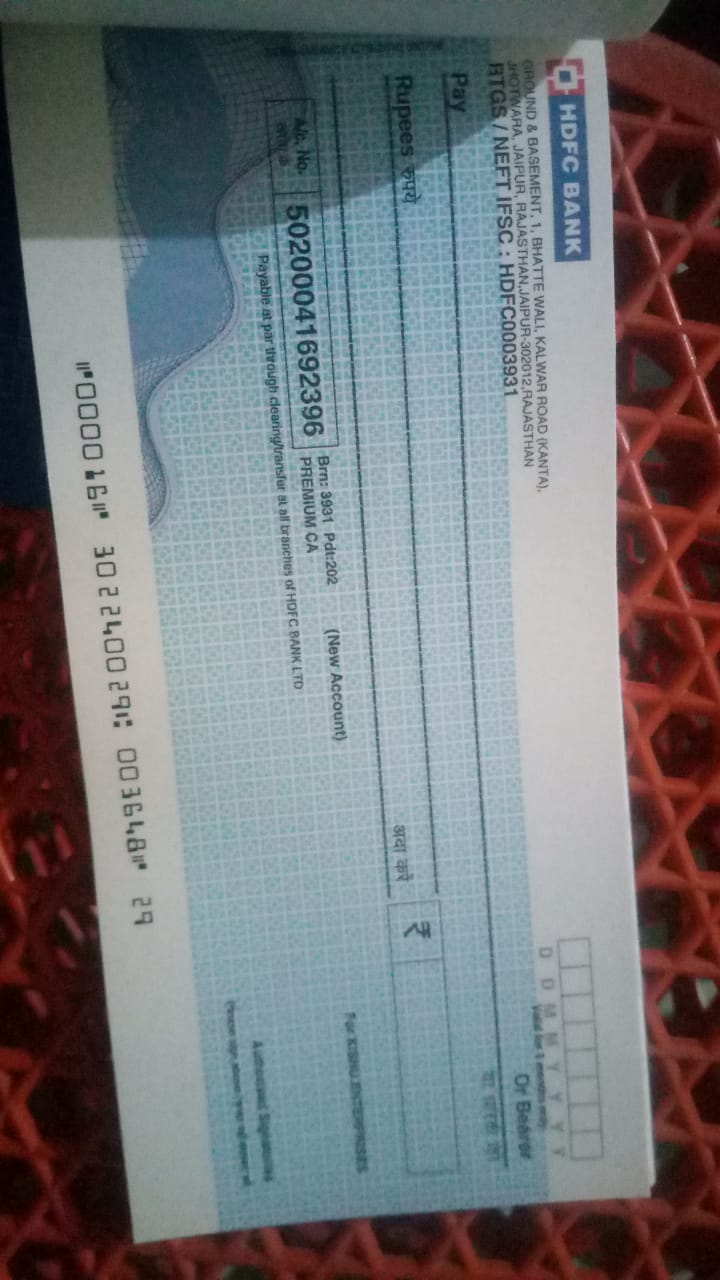 HDFC BANK
GROUND & BASEMENT, 1, BHATTE WALI, KALWAR ROAD (KANTA),
JHOTWARA, JAIPUR, RAJASTHAN,JAIPUR-302012,RAJASTHAN
RTGS / NEFT IFSC : HDFC0003931
D D M M Y Y Y Y
Valid for 3 months only
Pay
Or Bearer
या धारक को
Rupees रुपये
अदा करें
₹
A/c. No.
50200041692396
Brn: 3931 Pdt:202
PREMIUM CA
(New Account)
Payable at par through clearing/transfer at all branches of HDFC BANK LTD
ENTERPRISES
Authorised Signatories
Please sign above
⑈000016⑈ 302240029⑆ 003648⑈ 29